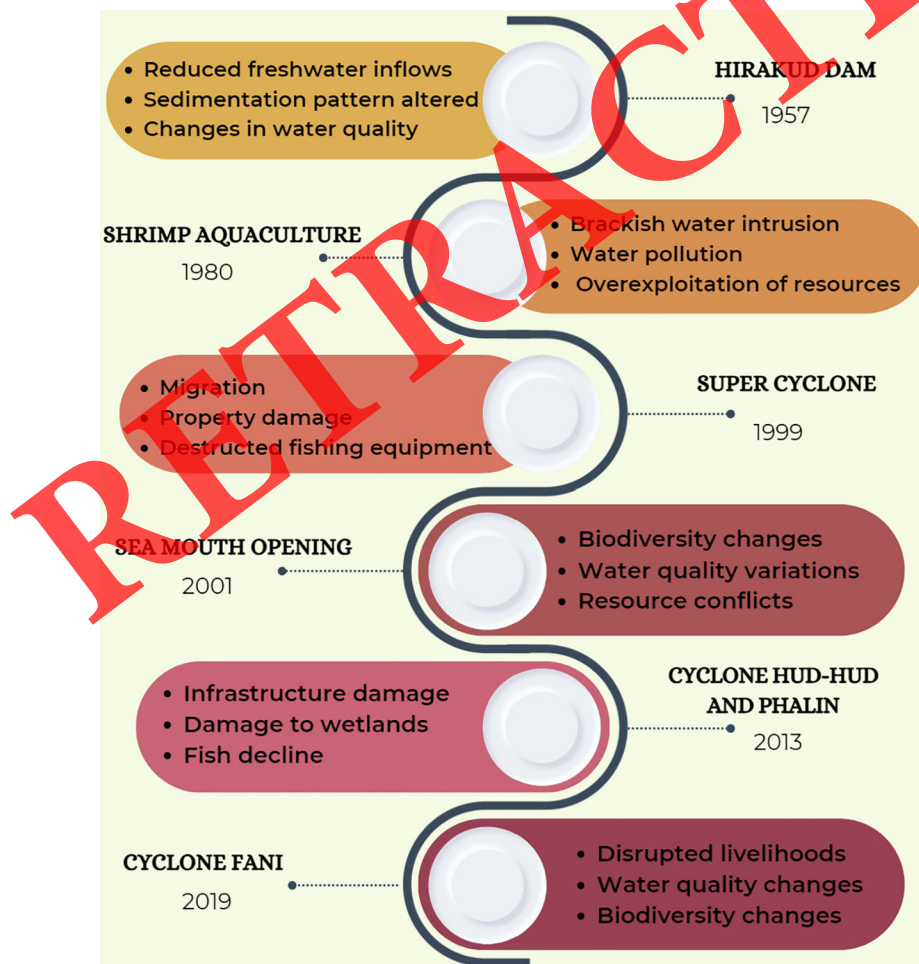 • Reduced freshwater inflows
• Sedimentation pattern altered
• Changes in water quality
HIRAKUD DAM
1957
SHRIMP AQUACULTURE
1980
• Brackish water intrusion
• Water pollution
• Overexploitation of resources
• Migration
• Property damage
• Destructed fishing equipment
SUPER CYCLONE
1999
SEA MOUTH OPENING
2001
• Biodiversity changes
• Water quality variations
• Resource conflicts
• Infrastructure damage
• Damage to wetlands
• Fish decline
CYCLONE HUD-HUD
AND PHALIN
2013
CYCLONE FANI
2019
• Disrupted livelihoods
• Water quality changes
• Biodiversity changes
RETRACT